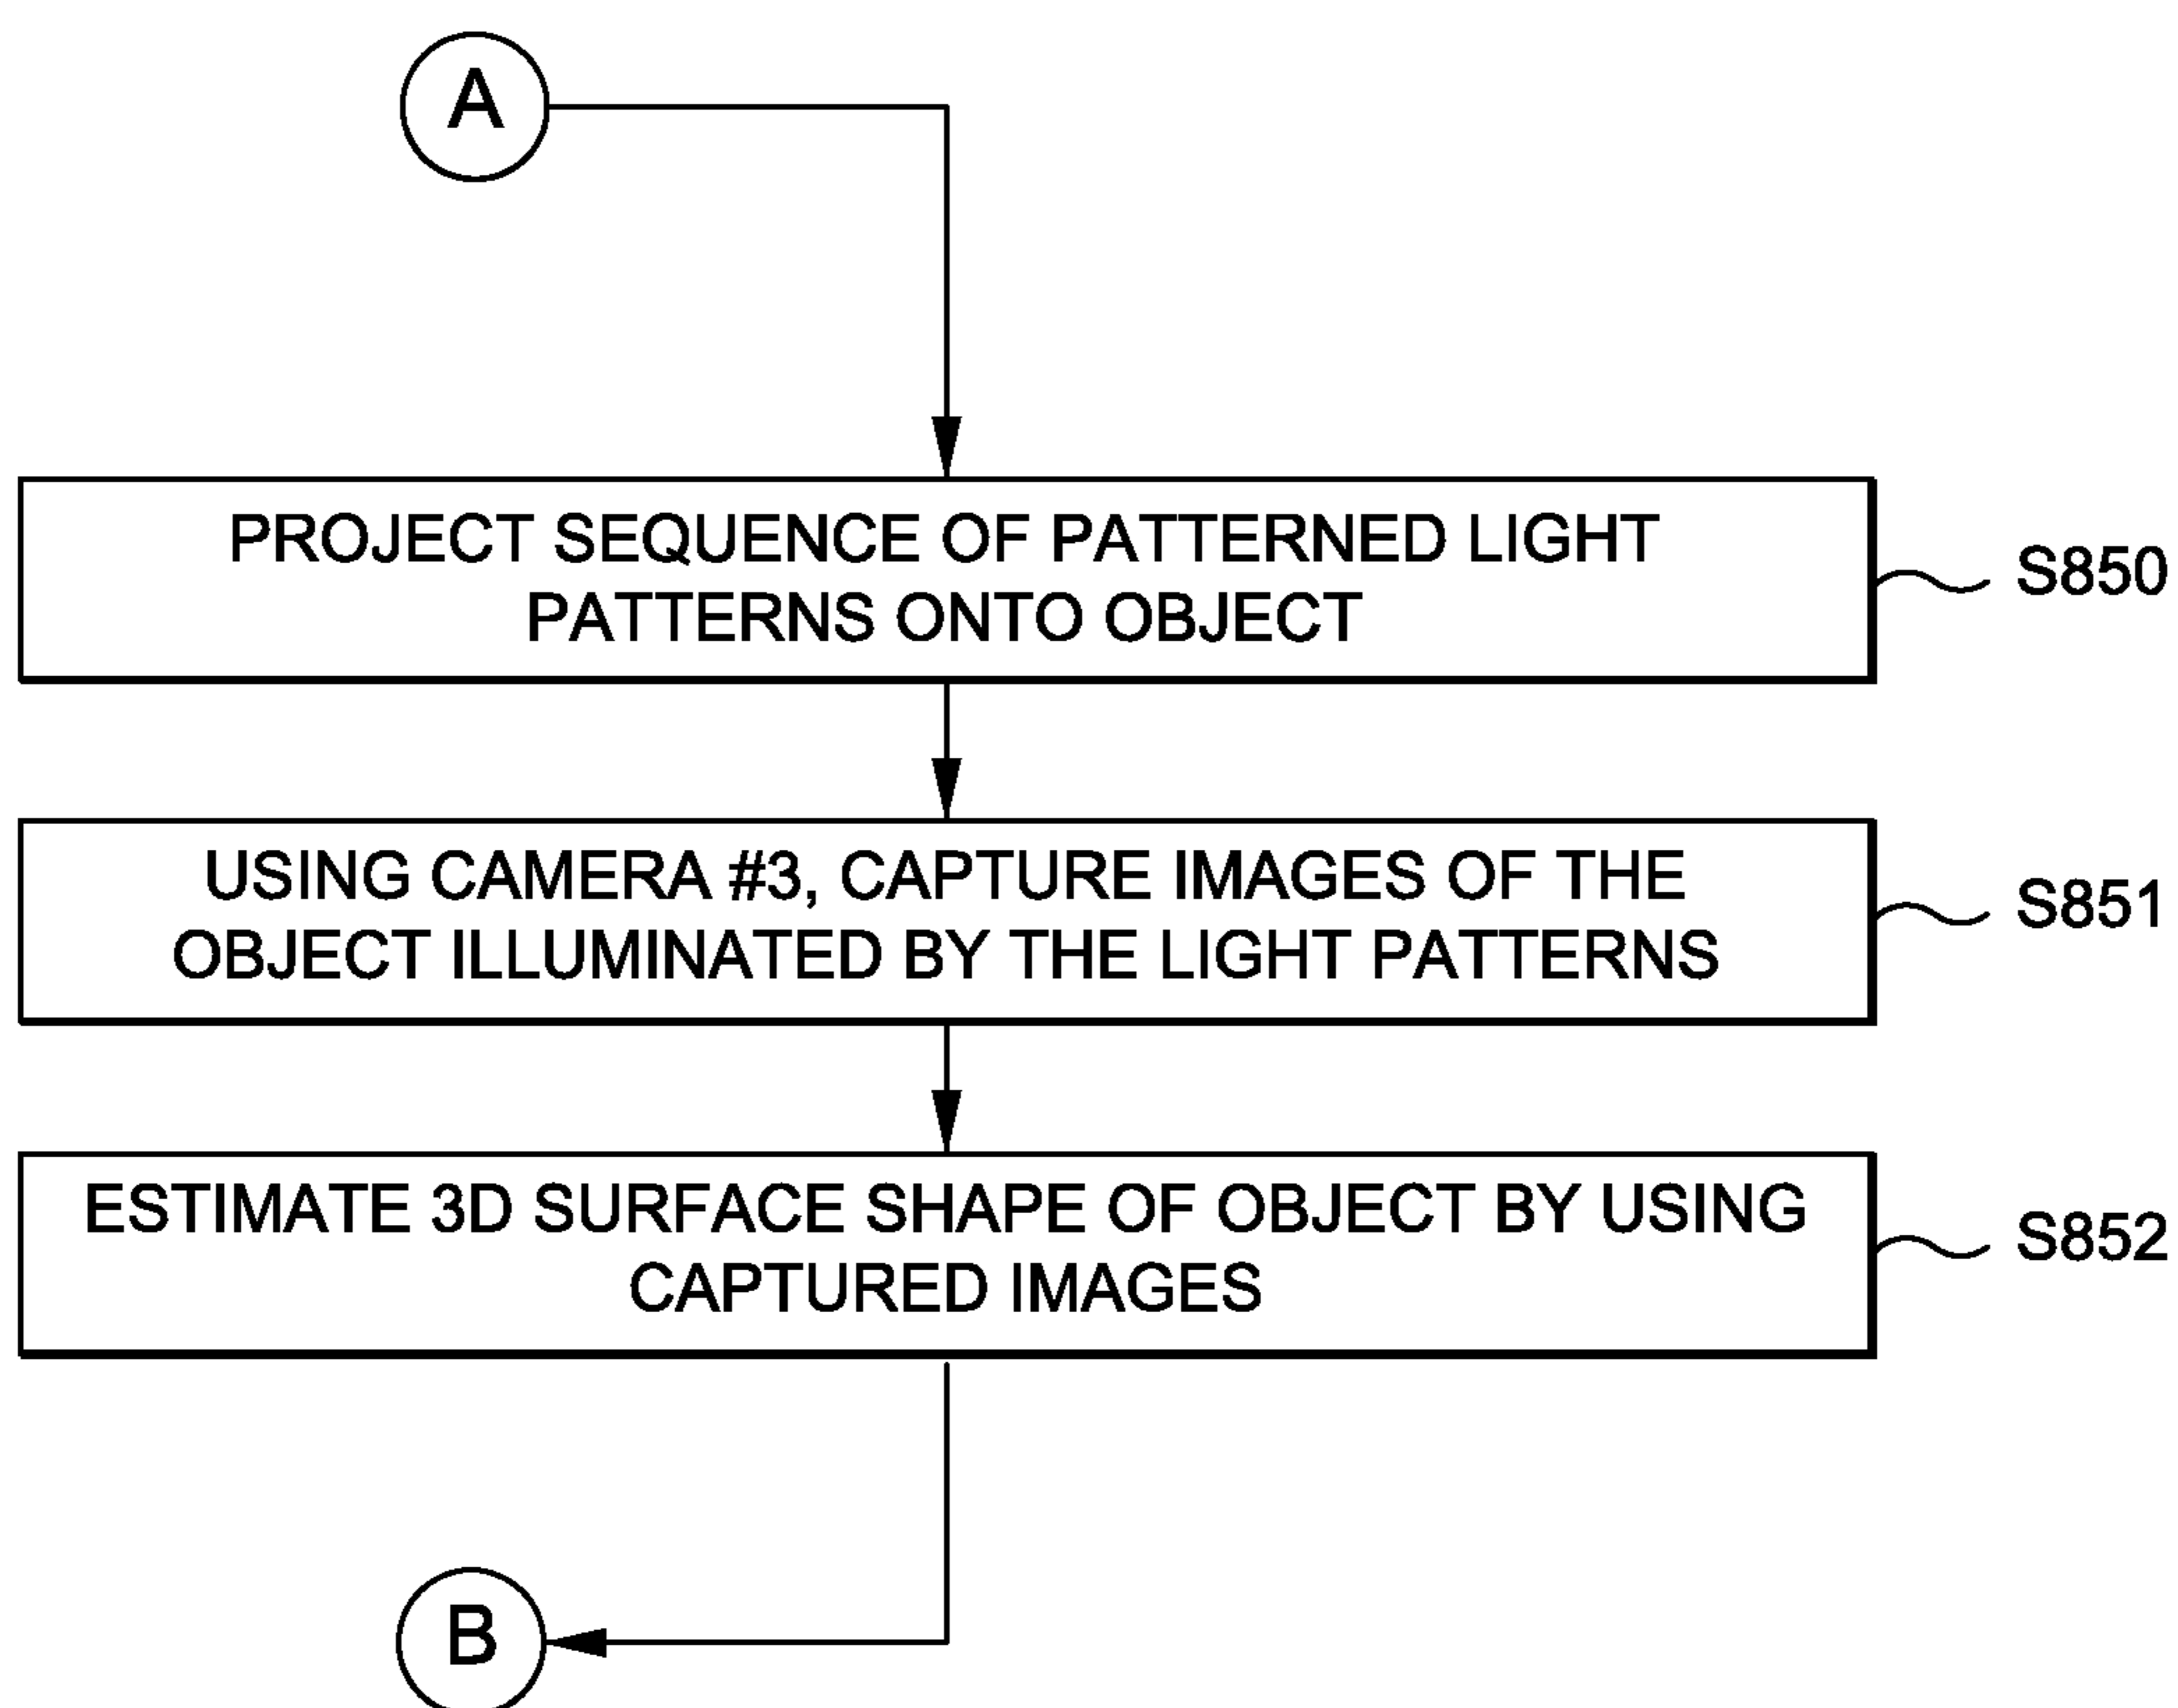 A
PROJECT SEQUENCE OF PATTERNED LIGHT
PATTERNS ONTO OBJECT
S850
USING CAMERA #3, CAPTURE IMAGES OF THE
OBJECT ILLUMINATED BY THE LIGHT PATTERNS
S851
ESTIMATE 3D SURFACE SHAPE OF OBJECT BY USING
CAPTURED IMAGES
S852
B